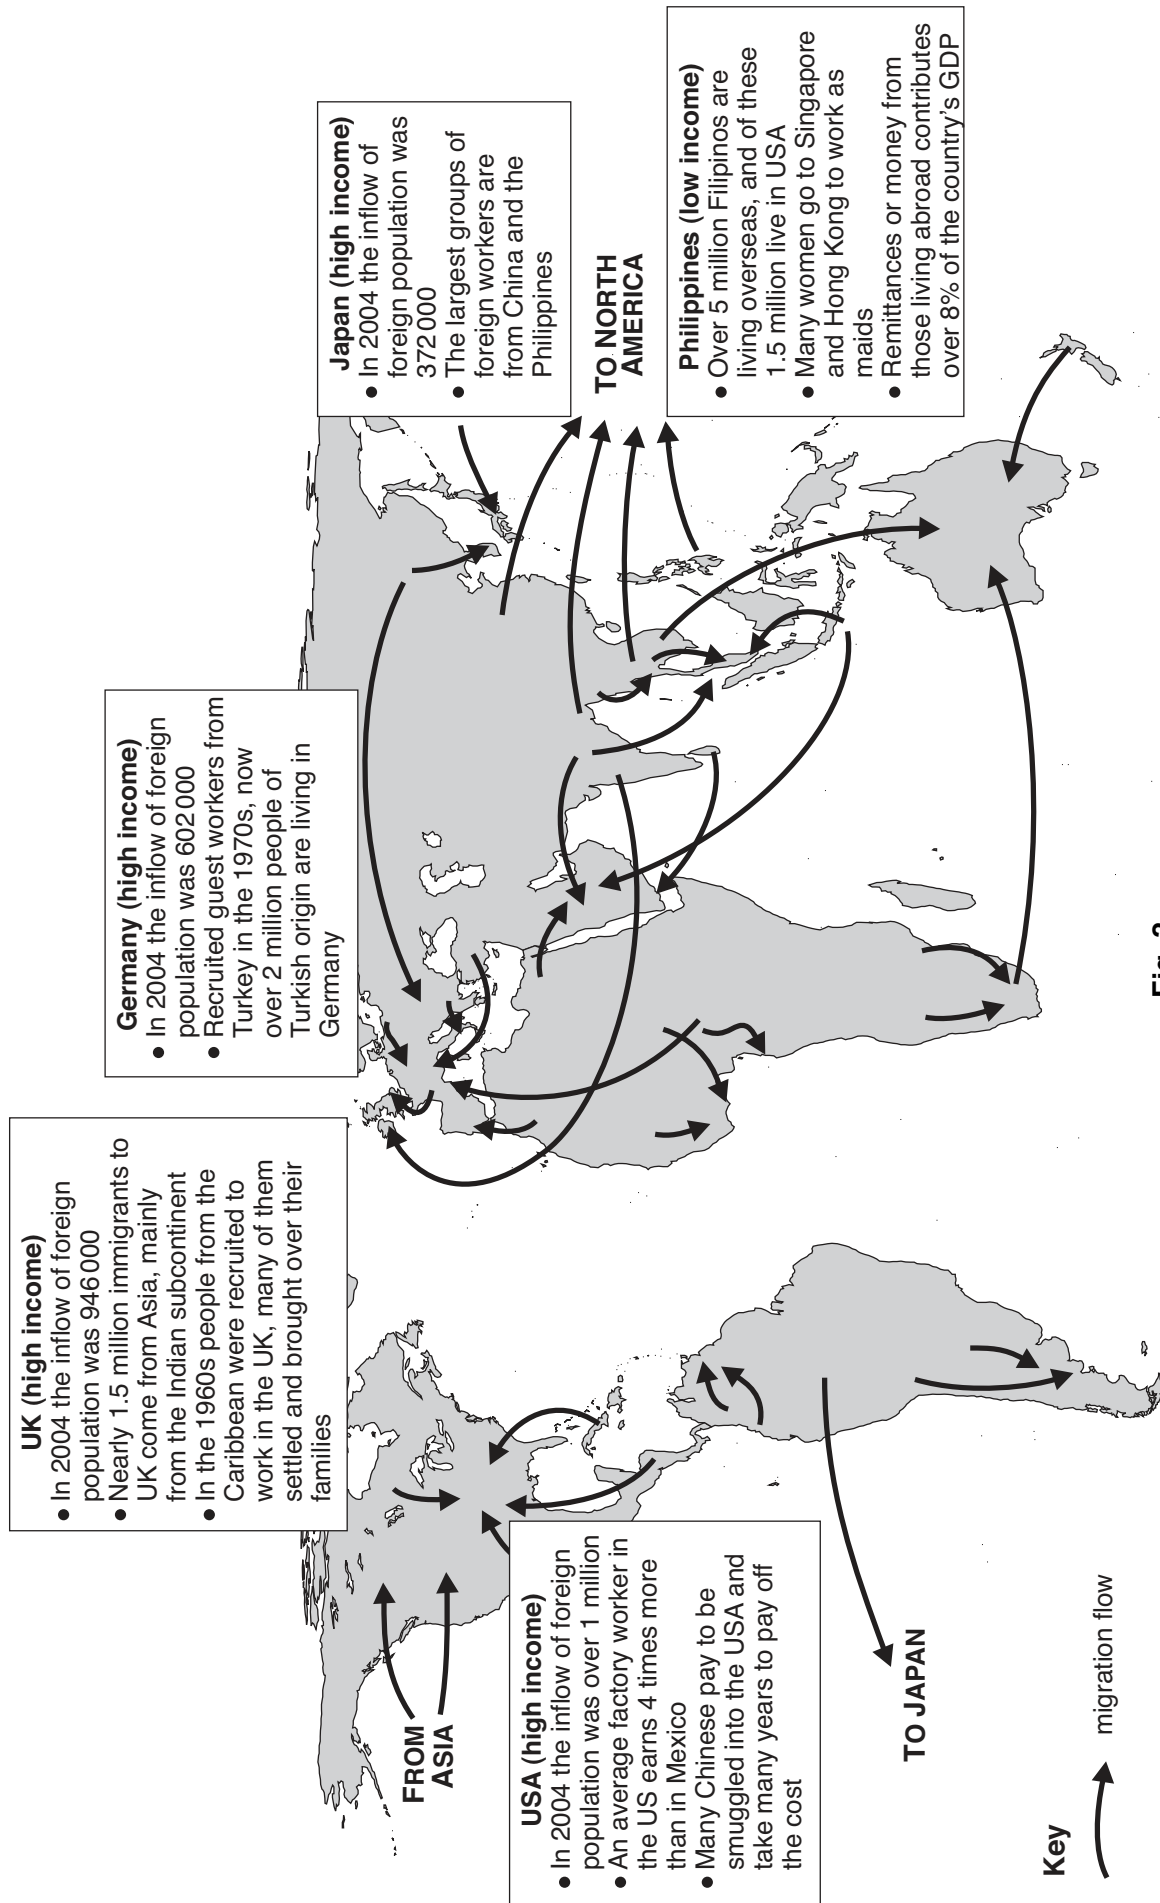 UK (high income)
● In 2004 the inflow of foreign
population was 946 000
● Nearly 1.5 million immigrants to
UK come from Asia, mainly
from the Indian subcontinent
● In the 1960s people from the
Caribbean were recruited to
work in the UK, many of them
settled and brought over their
families
Germany (high income)
● In 2004 the inflow of foreign
population was 602 000
● Recruited guest workers from
Turkey in the 1970s, now
over 2 million people of
Turkish origin are living in
Germany
Japan (high income)
● In 2004 the inflow of
foreign population was
372 000
● The largest groups of
foreign workers are
from China and the
Philippines
FROM
ASIA
TO NORTH
AMERICA
USA (high income)
● In 2004 the inflow of foreign
population was over 1 million
● An average factory worker in
the US earns 4 times more
than in Mexico
● Many Chinese pay to be
smuggled into the USA and
take many years to pay off
the cost
Philippines (low income)
● Over 5 million Filipinos are
living overseas, and of these
1.5 million live in USA
● Many women go to Singapore
and Hong Kong to work as
maids
● Remittances or money from
those living abroad contributes
over 8% of the country's GDP
TO JAPAN
Key
migration flow